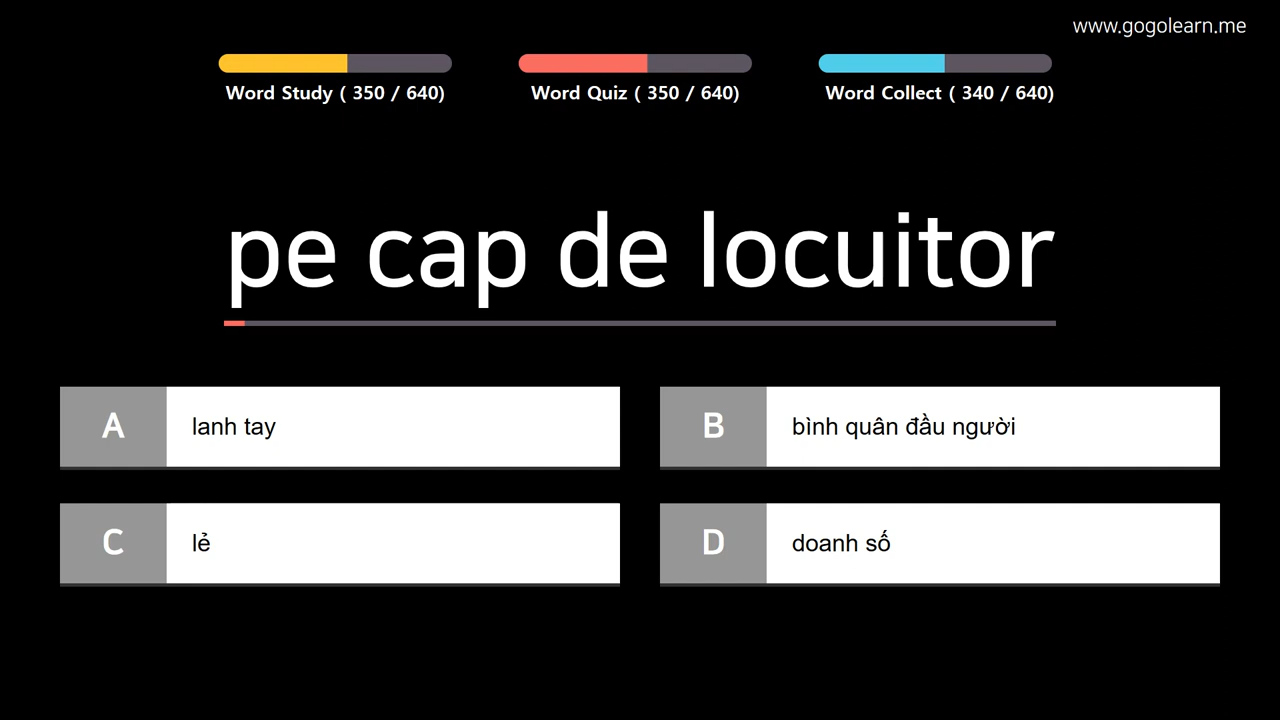 www.gogolearn.me
Word Study ( 350 / 640)
Word Quiz ( 350 / 640)
Word Collect ( 340 / 640)
pe cap de locuitor
A
lanh tay
B
bình quân đầu người
C
lẻ
D
doanh số